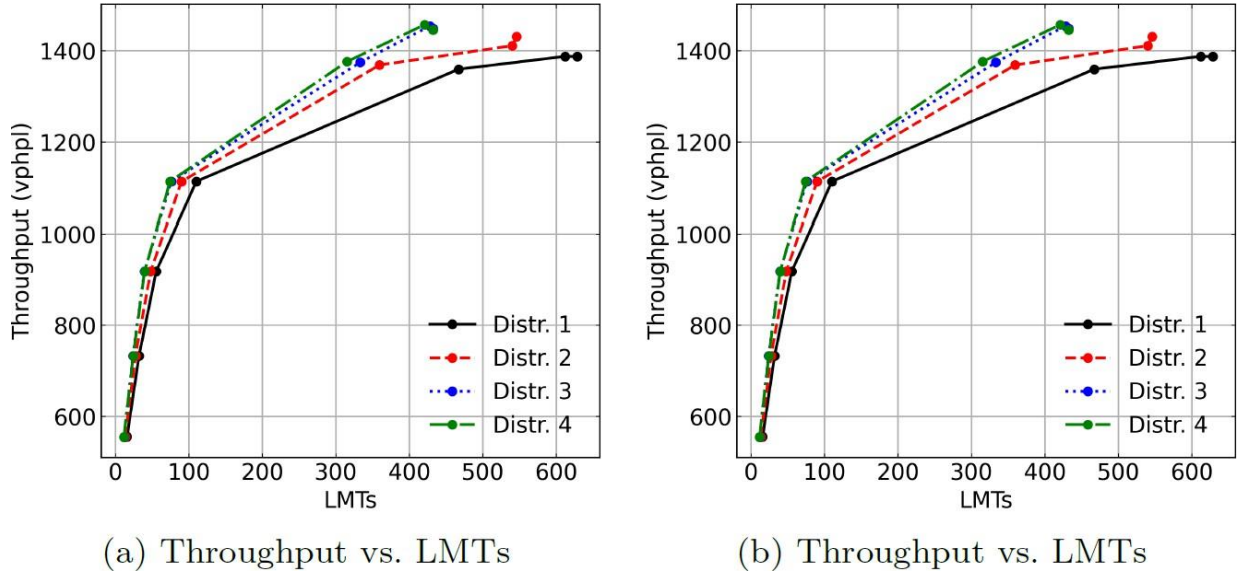 1400
1200
1000
800
600
Throughput (vphpl)
Distr. 1
Distr. 2
Distr. 3
Distr. 4
0 100 200 300 400 500 600
LMTs
(a) Throughput vs. LMTs
1400
1200
1000
800
600
Throughput (vphpl)
Distr. 1
Distr. 2
Distr. 3
Distr. 4
0 100 200 300 400 500 600
LMTs
(b) Throughput vs. LMTs